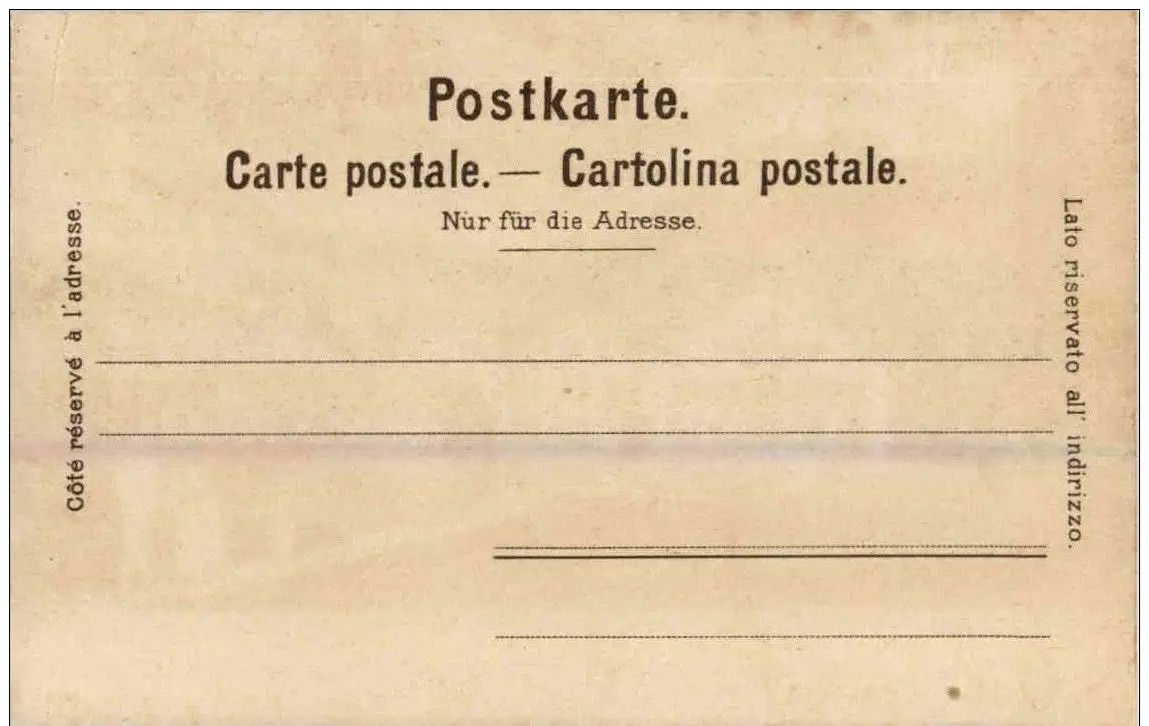 Postkarte.
Carte postale. — Cartolina postale.
Nur für die Adresse.
Côté réservé à l'adresse.
Lato riservato all' indirizzo.